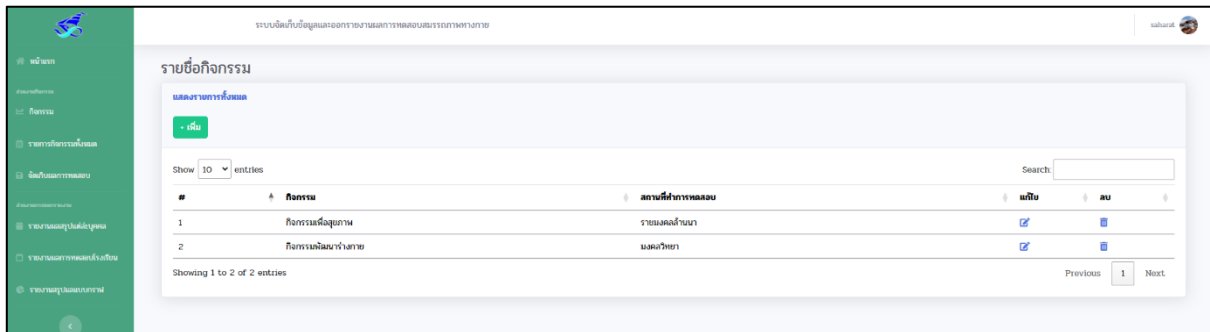 ระบบจัดเก็บข้อมูลและออกรายงานผลการทดสอบสมรรถภาพทางกาย
saharat
หน้าแรก
กิจกรรม
รายการกิจกรรมทั้งหมด
จัดเก็บผลการทดสอบ
รายงานผลสรุปแต่ละบุคคล
รายงานผลการทดสอบโรงเรียน
รายงานสรุปผลแบบกราฟ
รายชื่อกิจกรรม
แสดงรายการทั้งหมด
+ เพิ่ม
Show 10 entries
Search:
# กิจกรรม สถานที่ทำการทดสอบ แก้ไข ลบ
1 กิจกรรมเพื่อสุขภาพ ราชมงคลล้านนา
2 กิจกรรมพัฒนาร่างกาย มงคลวิทยา
Showing 1 to 2 of 2 entries
Previous 1 Next